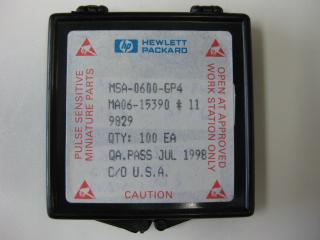 hp HEWLETT
PACKARD
PULSE SENSITIVE
MINIATURE PARTS
MSA-0600-GP4
MA06-15390 # 11
9829
QTY: 100 EA
QA.PASS JUL 1998
C/O U.S.A.
OPEN AT APPROVED
WORK STATION ONLY
CAUTION